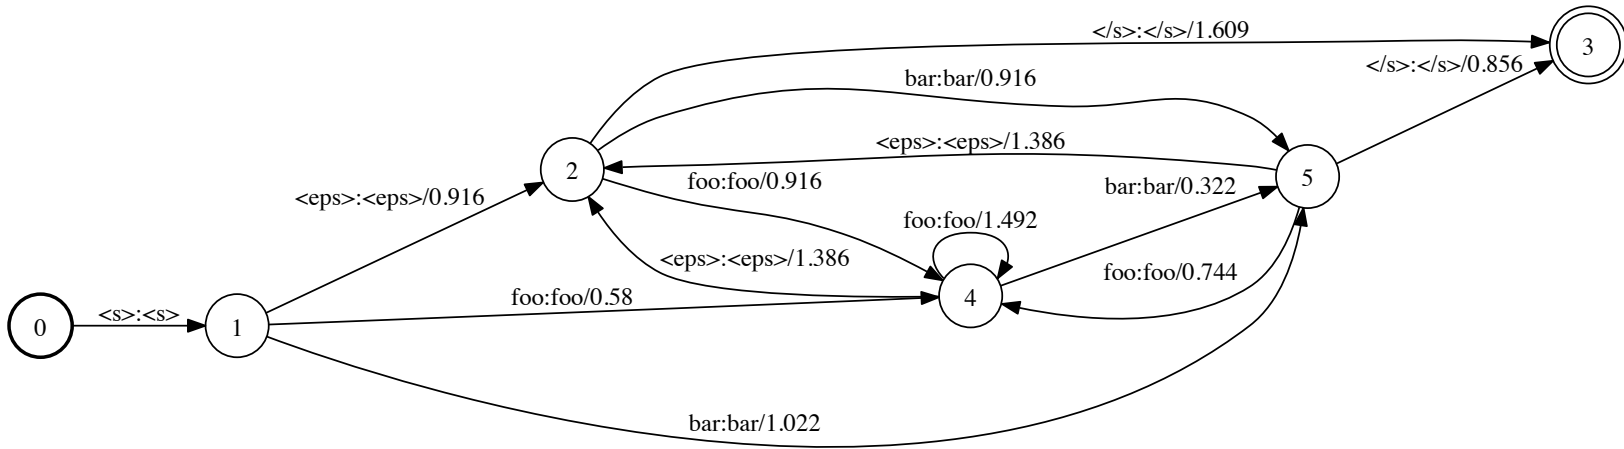 </s>:</s>/1.609
3
</s>:</s>/0.856
bar:bar/0.916
<eps>:<eps>/1.386
2
foo:foo/0.916
bar:bar/0.322
5
<eps>:<eps>/0.916
foo:foo/1.492
<eps>:<eps>/1.386
foo:foo/0.744
4
foo:foo/0.58
<s>:<s>
0
1
bar:bar/1.022